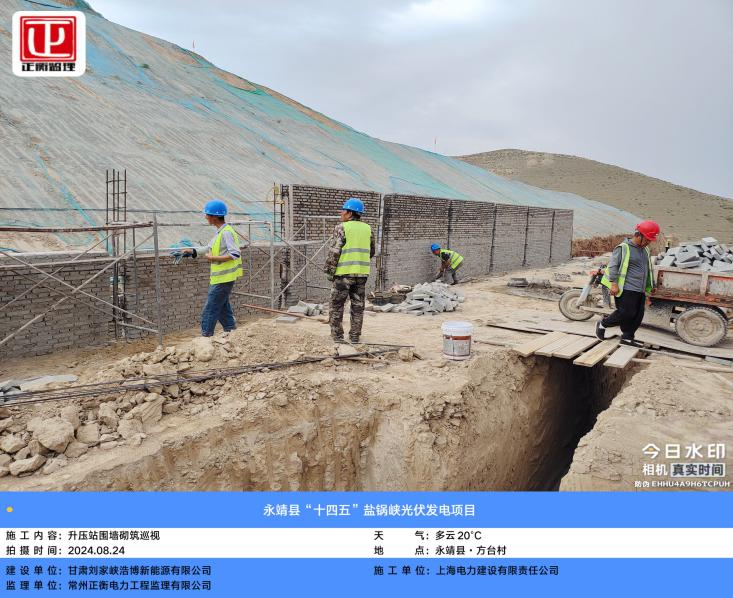 正衡监理
今日水印
相机 真实时间
防伪 EHHU4A9H6TCPUH
永靖县“十四五”盐锅峡光伏发电项目
施工内容：升压站围墙砌筑巡视
天 气：多云 20°C
拍摄时间：2024.08.24
地 点：永靖县·方台村
建设单位：甘肃刘家峡浩博新能源有限公司
施工单位：上海电力建设有限责任公司
监理单位：常州正衡电力工程监理有限公司